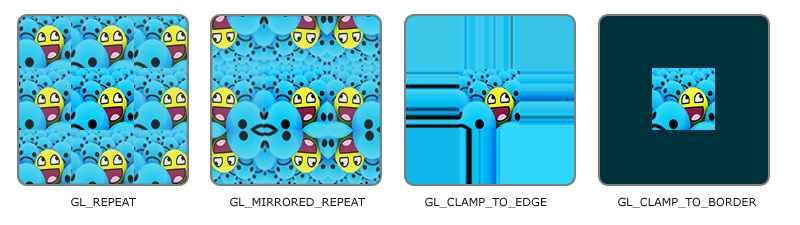 GL_REPEAT
GL_MIRRORED_REPEAT
GL_CLAMP_TO_EDGE
GL_CLAMP_TO_BORDER